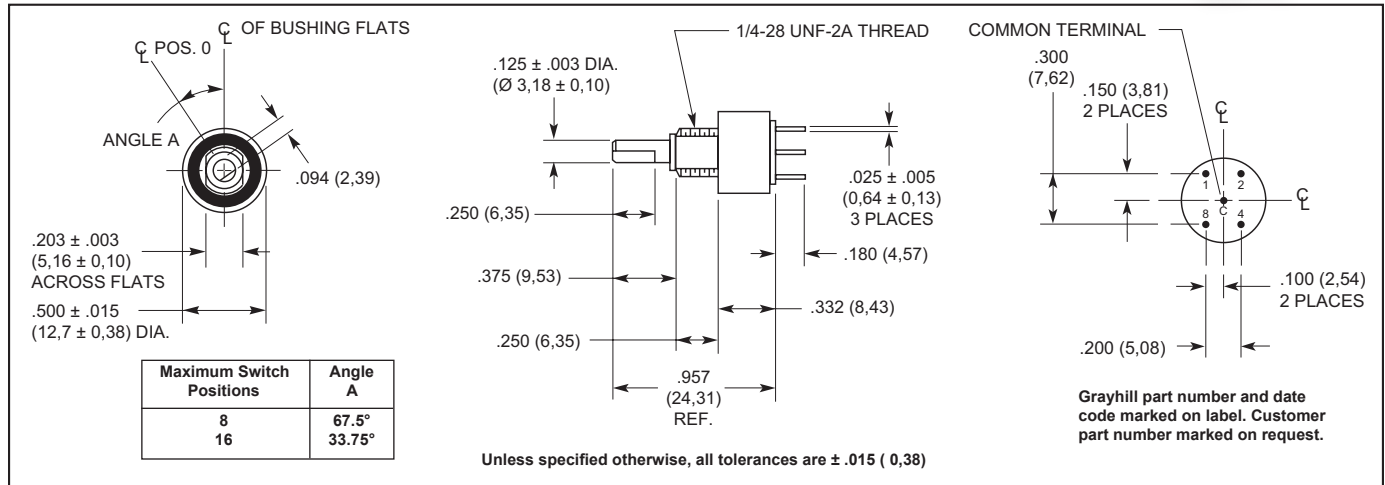 ℄ OF BUSHING FLATS
℄ POS. 0
ANGLE A
.094 (2,39)
.203 ± .003
(5,16 ± 0,10)
ACROSS FLATS
.500 ± .015
(12,7 ± 0,38) DIA.
Maximum Switch Positions | Angle A
8 | 67.5°
16 | 33.75°
1/4-28 UNF-2A THREAD
.125 ± .003 DIA.
(Ø 3,18 ± 0,10)
.025 ± .005
(0,64 ± 0,13)
3 PLACES
.250 (6,35)
.180 (4,57)
.375 (9,53)
.332 (8,43)
.250 (6,35)
.957
(24,31)
REF.
Unless specified otherwise, all tolerances are ± .015 ( 0,38)
COMMON TERMINAL
.300
(7,62)
.150 (3,81)
2 PLACES
℄
1 2
C
℄
8 4
.100 (2,54)
2 PLACES
.200 (5,08)
Grayhill part number and date
code marked on label. Customer
part number marked on request.